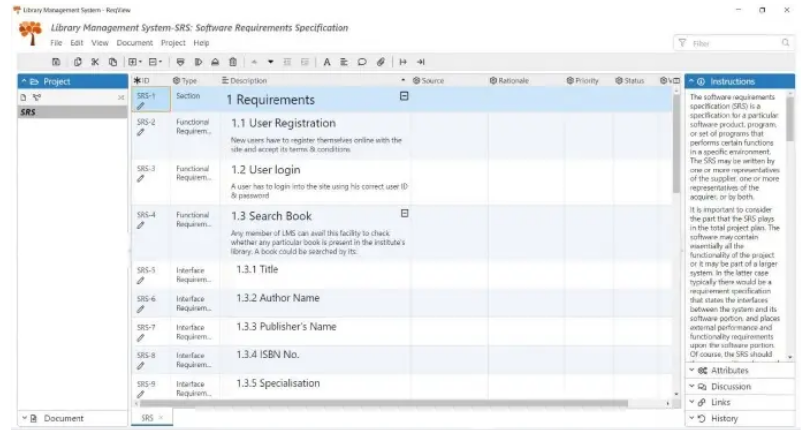 Library Management System - ReqView
Library Management System-SRS: Software Requirements Specification
File Edit View Document Project Help
Filter
Project
SRS
ID Type Description Source Rationale Priority Status
SRS-1 Section 1 Requirements
SRS-2 Functional Requirem... 1.1 User Registration
New users have to register themselves online with the
site and accept its terms & conditions.
SRS-3 Functional Requirem... 1.2 User login
A user has to login into the site using his correct user ID
& password
SRS-4 Functional Requirem... 1.3 Search Book
Any member of LMS can avail this facility to check
whether any particular book is present in the institute's
library. A book could be searched by its:
SRS-5 Interface Requirem... 1.3.1 Title
SRS-6 Interface Requirem... 1.3.2 Author Name
SRS-7 Interface Requirem... 1.3.3 Publisher's Name
SRS-8 Interface Requirem... 1.3.4 ISBN No.
SRS-9 Interface Requirem... 1.3.5 Specialisation
Instructions
The software requirements
specification (SRS) is a
specification for a particular
software product, program,
or set of programs that
performs certain functions
in a specific environment.
The SRS may be written by
one or more representatives
of the supplier, one or more
representatives of the
acquirer, or by both.
It is important to consider
the part that the SRS plays
in the total project plan. The
software may contain
essentially all the
functionality of the project
or it may be part of a larger
system. In the latter case
typically there would be a
requirement specification
that states the interfaces
between the system and its
software portion, and places
external performance and
functionality requirements
upon the software portion.
Of course, the SRS should
Attributes
Discussion
Links
History
Document
SRS